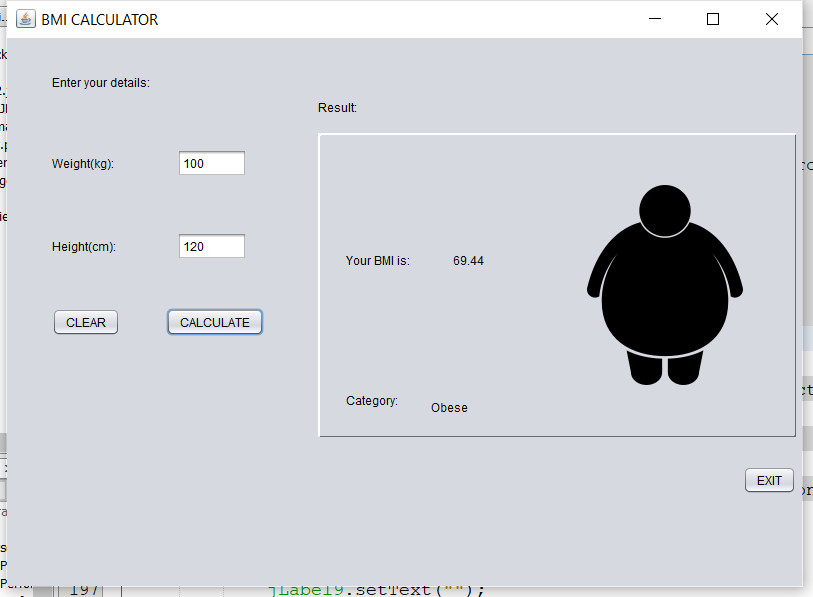 BMI CALCULATOR
Enter your details:
Result:
Weight(kg): 100
Height(cm): 120
Your BMI is: 69.44
CLEAR CALCULATE
Category: Obese
EXIT
197 jLabel9.setText("");